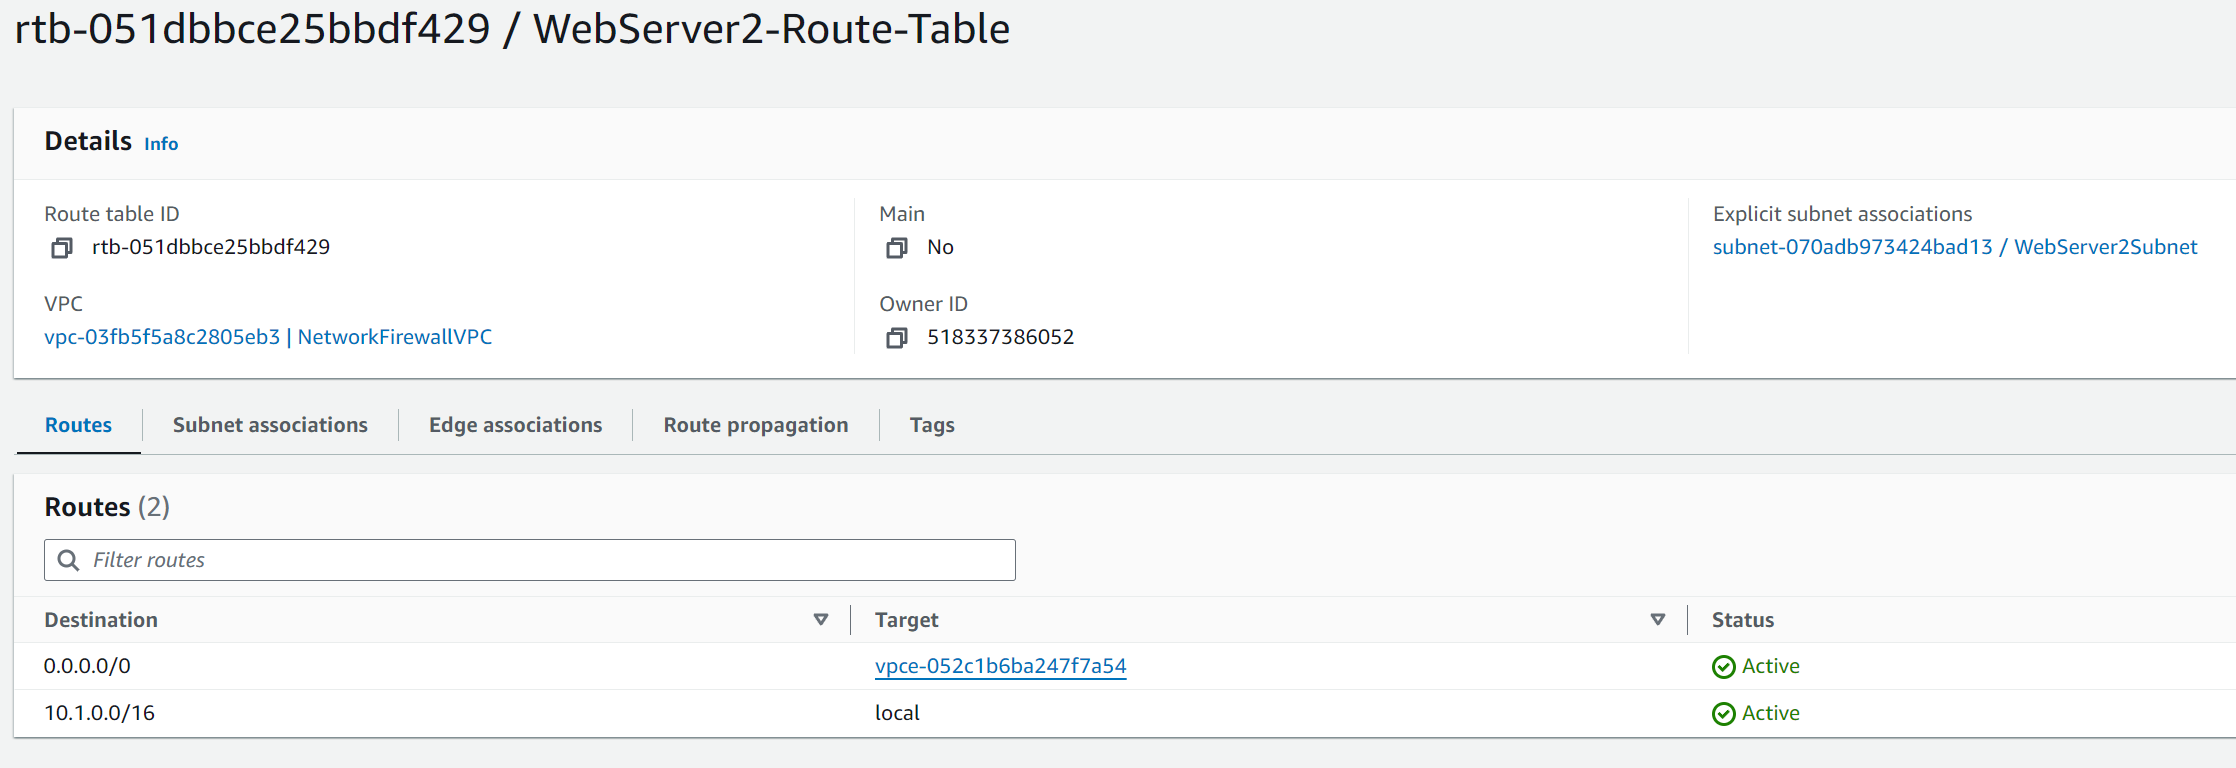 rtb-051dbbce25bbdf429 / WebServer2-Route-Table
Details Info
Route table ID
rtb-051dbbce25bbdf429
Main
No
Explicit subnet associations
subnet-070adb973424bad13 / WebServer2Subnet
VPC
vpc-03fb5f5a8c2805eb3 | NetworkFirewallVPC
Owner ID
518337386052
Routes Subnet associations Edge associations Route propagation Tags
Routes (2)
Filter routes
Destination Target Status
0.0.0.0/0 vpce-052c1b6ba247f7a54 Active
10.1.0.0/16 local Active